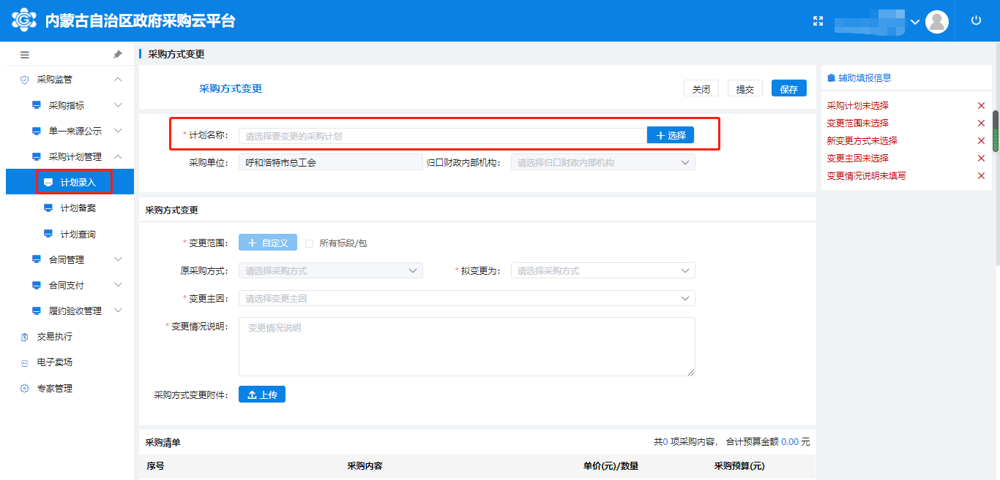 内蒙古自治区政府采购云平台
采购监管
采购指标
单一来源公示
采购计划管理
计划录入
计划备案
计划查询
合同管理
合同支付
履约验收管理
交易执行
电子卖场
专家管理
采购方式变更
采购方式变更 关闭 提交 保存
* 计划名称: 请选择要变更的采购计划 + 选择
采购单位: 呼和浩特市总工会 归口财政内部机构: 请选择归口财政内部机构
采购方式变更
* 变更范围: + 自定义 所有标段/包
原采购方式: 请选择采购方式 * 拟变更为: 请选择采购方式
* 变更主因: 请选择变更主因
* 变更情况说明: 变更情况说明
采购方式变更附件: 上传
采购清单 共0 项采购内容, 合计预算金额 0.00 元
序号 采购内容 单价(元)/数量 采购预算(元)
辅助填报信息
采购计划未选择
变更范围未选择
新变更方式未选择
变更主因未选择
变更情况说明未填写